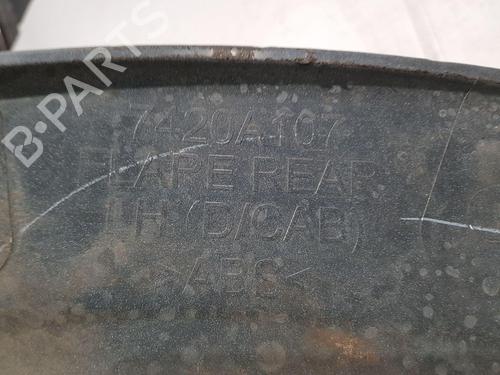 B-PARTS
7420A107
FLARE REAR
LH (D/CAB)
>ABS<